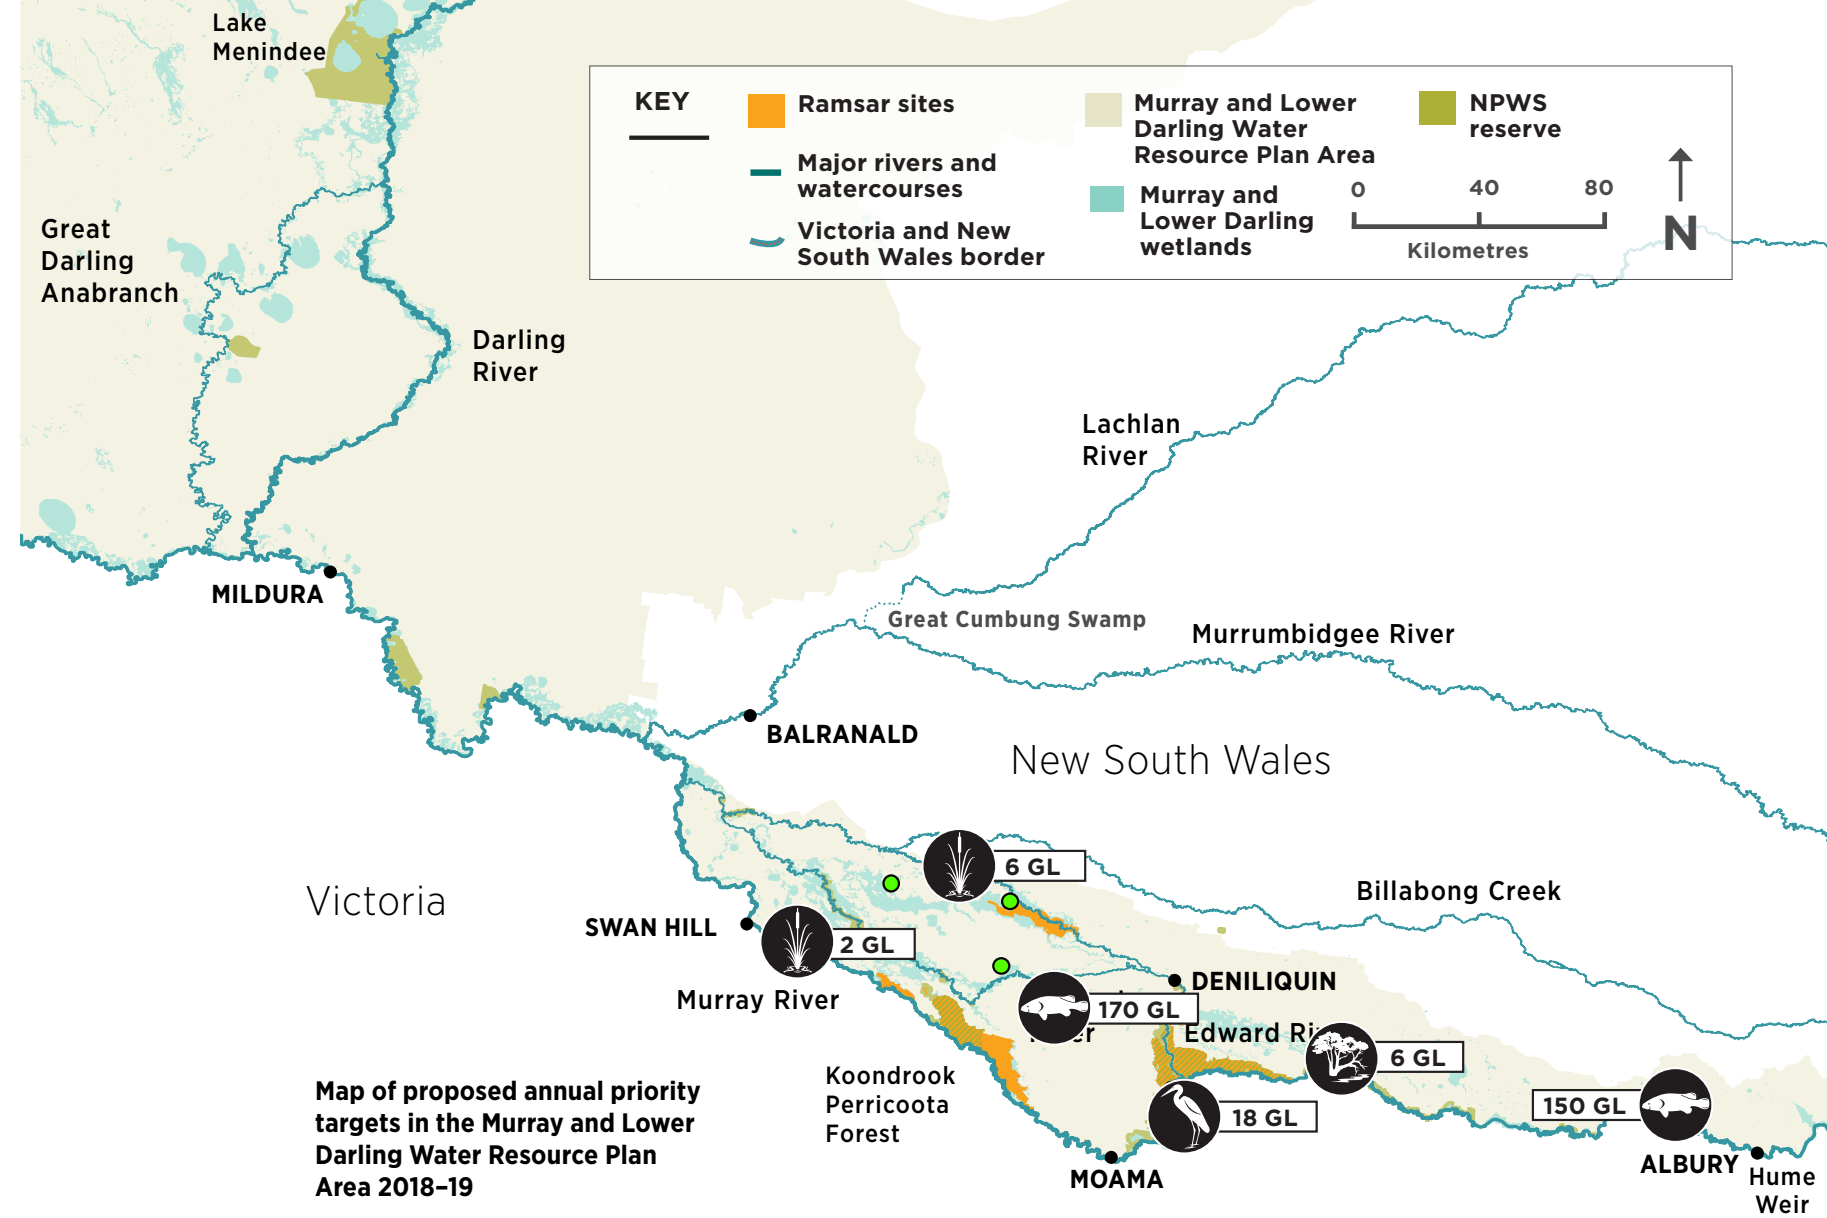 Lake
Menindee
KEY
Ramsar sites
Major rivers and
watercourses
Victoria and New
South Wales border
Murray and Lower
Darling Water
Resource Plan Area
Murray and
Lower Darling
wetlands
NPWS
reserve
0 40 80
Kilometres
N
Great
Darling
Anabranch
Darling
River
Lachlan
River
MILDURA
Great Cumbung Swamp
Murrumbidgee River
BALRANALD
New South Wales
Victoria
6 GL
Billabong Creek
SWAN HILL
2 GL
DENILIQUIN
Murray River
170 GL
Edward Ri
6 GL
Koondrook
Perricoota
Forest
150 GL
18 GL
Map of proposed annual priority
targets in the Murray and Lower
Darling Water Resource Plan
Area 2018–19
MOAMA
ALBURY
Hume
Weir